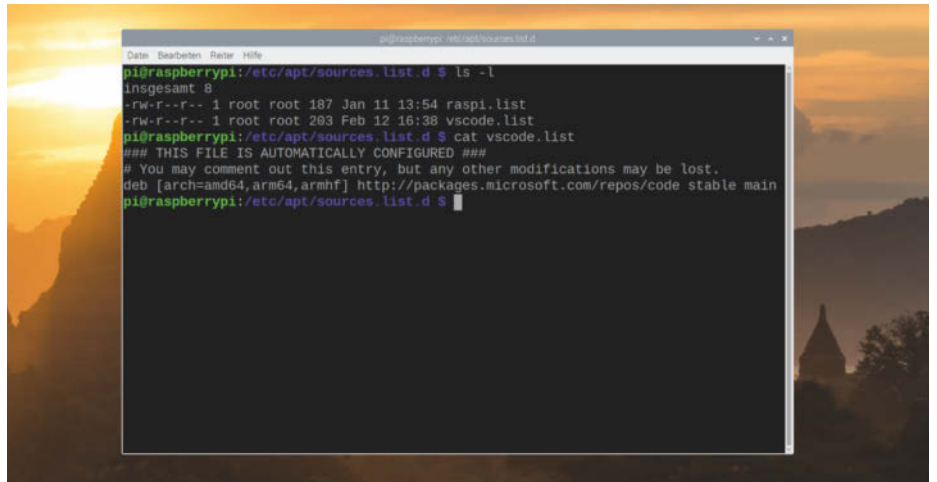 pi@raspberrypi: /etc/apt/sources.list.d
Datei Bearbeiten Reiter Hilfe
pi@raspberrypi:/etc/apt/sources.list.d $ ls -l
insgesamt 8
-rw-r--r-- 1 root root 187 Jan 11 13:54 raspi.list
-rw-r--r-- 1 root root 203 Feb 12 16:38 vscode.list
pi@raspberrypi:/etc/apt/sources.list.d $ cat vscode.list
### THIS FILE IS AUTOMATICALLY CONFIGURED ###
# You may comment out this entry, but any other modifications may be lost.
deb [arch=amd64,arm64,armhf] http://packages.microsoft.com/repos/code stable main
pi@raspberrypi:/etc/apt/sources.list.d $